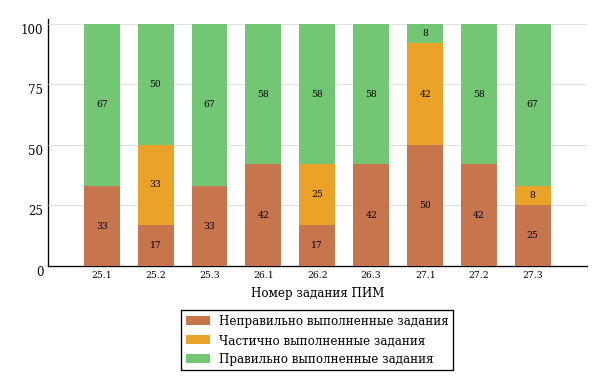 100
75
50
25
0
67 50 67 58 58 58 8 58 67
33 25 42 8
33 17 33 42 17 42 50 42 25
25.1 25.2 25.3 26.1 26.2 26.3 27.1 27.2 27.3
Номер задания ПИМ
Неправильно выполненные задания
Частично выполненные задания
Правильно выполненные задания